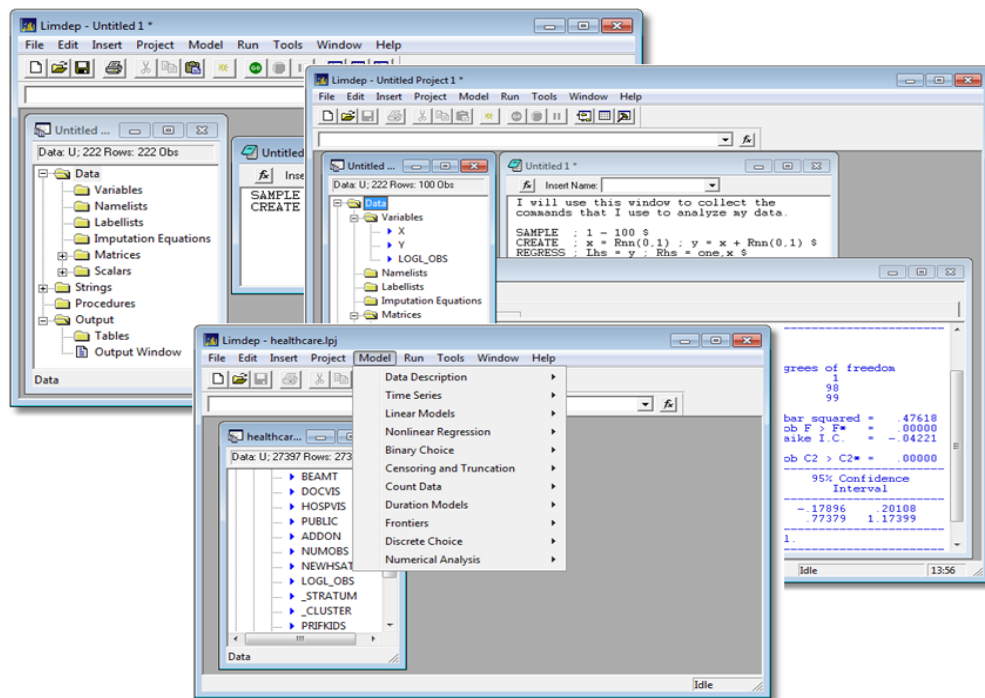 Limdep - Untitled 1 *
File Edit Insert Project Model Run Tools Window Help
Untitled ...
Data: U; 222 Rows: 222 Obs
Data
Variables
Namelists
Labellists
Imputation Equations
Matrices
Scalars
Strings
Procedures
Output
Tables
Output Window
Data
Untitled
fx Inse
SAMPLE
CREATE
Limdep - Untitled Project 1 *
File Edit Insert Project Model Run Tools Window Help
fx
Untitled ...
Data: U; 222 Rows: 100 Obs
Data
Variables
X
Y
LOGL_OBS
Namelists
Labellists
Imputation Equations
Matrices
Untitled 1 *
fx Insert Name:
I will use this window to collect the
commands that I use to analyze my data.
SAMPLE ; 1 - 100 $
CREATE ; x = Rnn(0,1) ; y = x + Rnn(0,1) $
REGRESS ; Lhs = y ; Rhs = one,x $
grees of freedom
1
98
99
bar squared = .47618
ob F > F* = .00000
aike I.C. = -.04221
ob C2 > C2* = .00000
95% Confidence
Interval
-.17896 .20108
.77379 1.17399
l.
Idle 13:56
Limdep - healthcare.lpj
File Edit Insert Project Model Run Tools Window Help
fx
Data Description
Time Series
Linear Models
Nonlinear Regression
Binary Choice
Censoring and Truncation
Count Data
Duration Models
Frontiers
Discrete Choice
Numerical Analysis
healthcar...
Data: U; 27397 Rows: 273
BEAMT
DOCVIS
HOSPVIS
PUBLIC
ADDON
NUMOBS
NEWHSAT
LOGL_OBS
_STRATUM
_CLUSTER
PRIFKIDS
Data
Idle